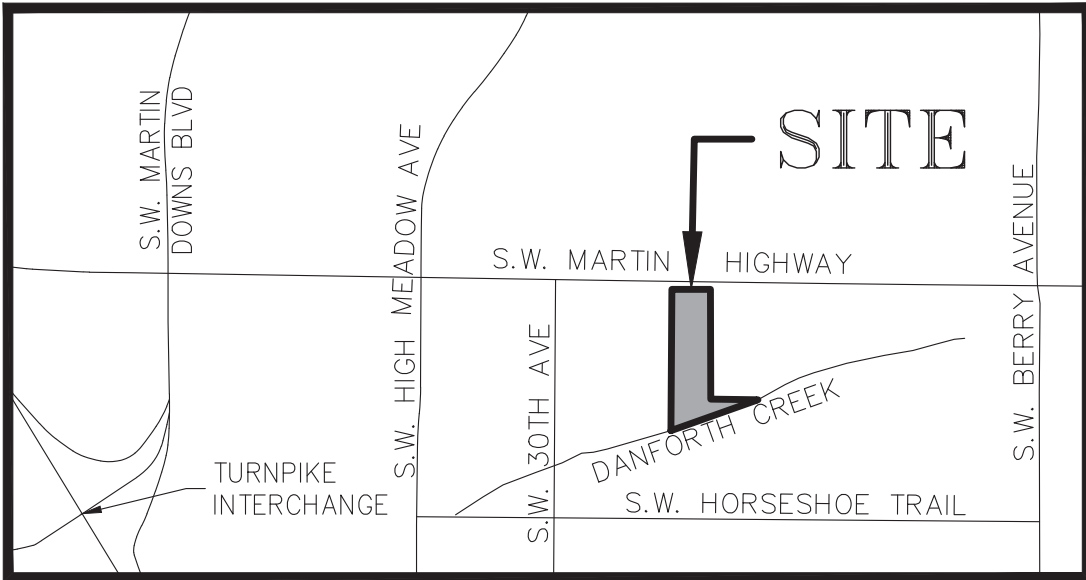 S.W. MARTIN
DOWNS BLVD
S.W. HIGH MEADOW AVE
SITE
S.W. MARTIN HIGHWAY
S.W. BERRY AVENUE
S.W. 30TH AVE
DANFORTH CREEK
TURNPIKE
INTERCHANGE
S.W. HORSESHOE TRAIL